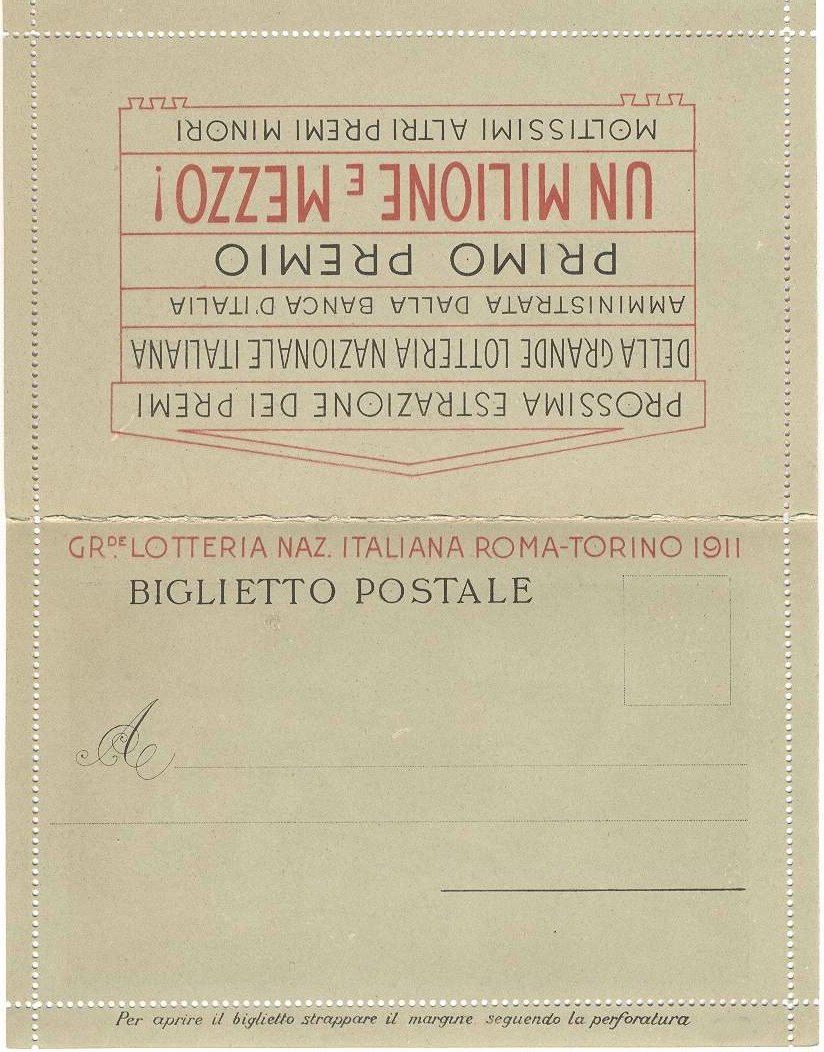 PROSSIMA ESTRAZIONE DEI PREMI
DELLA GRANDE LOTTERIA NAZIONALE ITALIANA
AMMINISTRATA DALLA BANCA D'ITALIA
PRIMO PREMIO
UN MILIONE E MEZZO!
MOLTISSIMI ALTRI PREMI MINORI
GR.DE LOTTERIA NAZ. ITALIANA ROMA-TORINO 1911
BIGLIETTO POSTALE
A
Per aprire il biglietto strappare il margine seguendo la perforatura